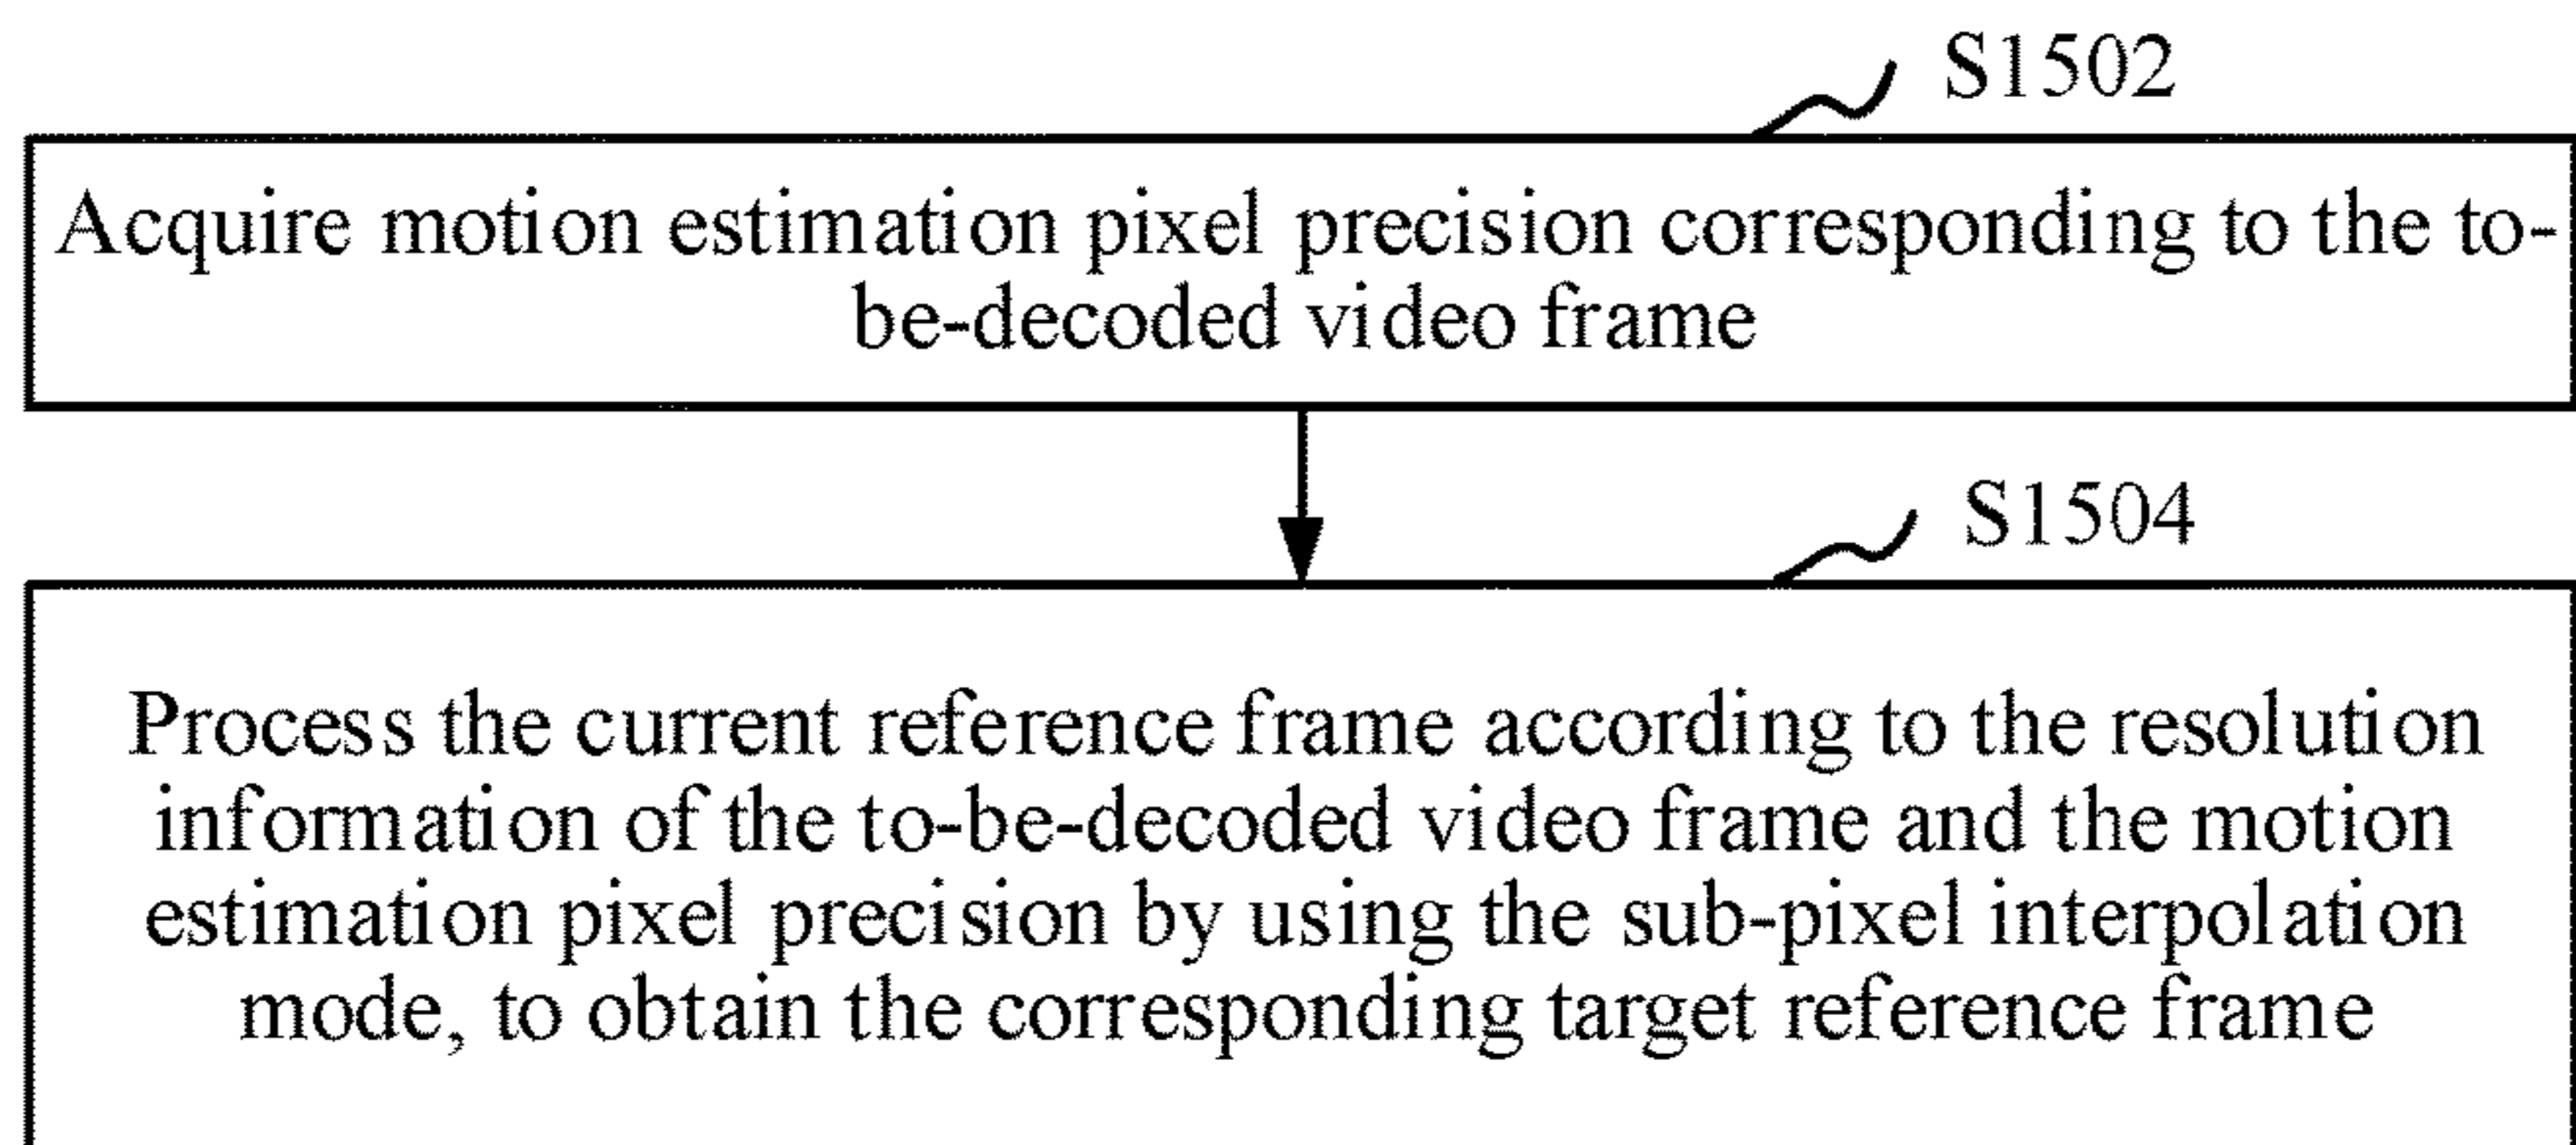 S1502
Acquire motion estimation pixel precision corresponding to the to-
be-decoded video frame
S1504
Process the current reference frame according to the resolution
information of the to-be-decoded video frame and the motion
estimation pixel precision by using the sub-pixel interpolation
mode, to obtain the corresponding target reference frame